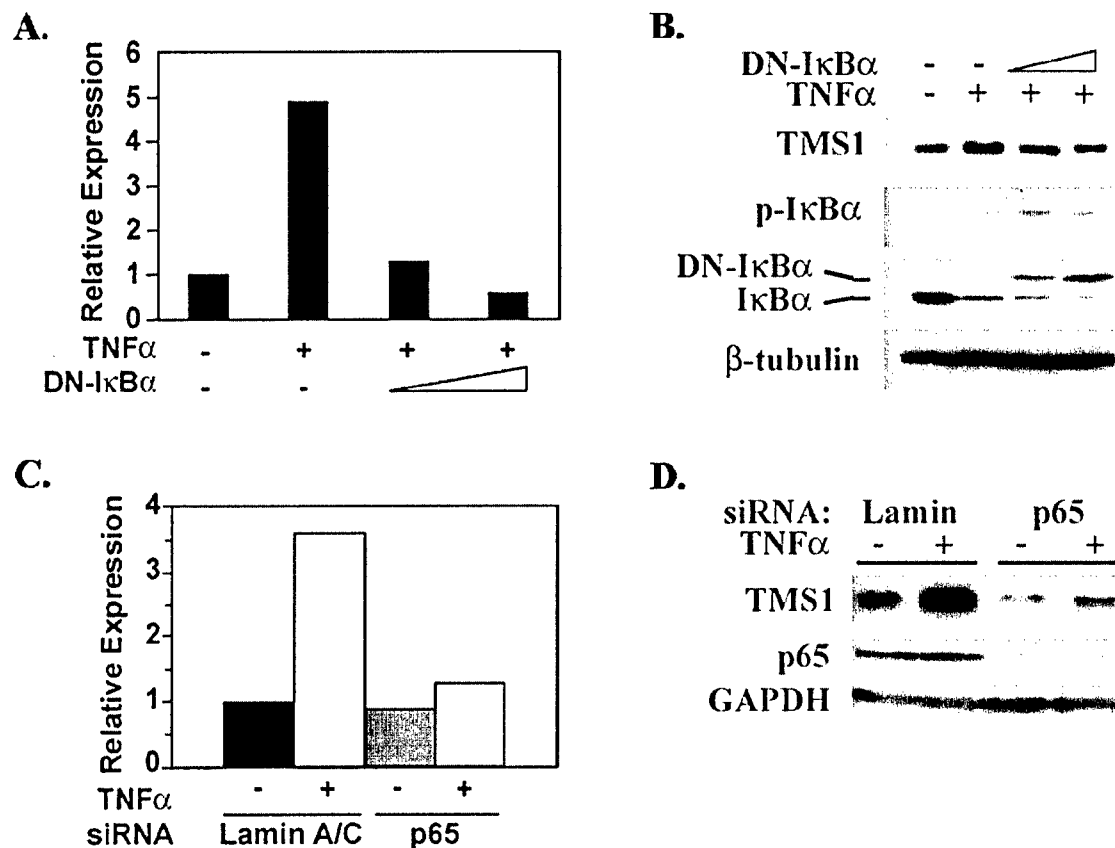 A.
Relative Expression
6
5
4
3
2
1
0
TNFα - + + +
DN-IκBα - -
B.
DN-IκBα - -
TNFα - + + +
TMS1
p-IκBα
DN-IκBα
IκBα
β-tubulin
C.
Relative Expression
4
3
2
1
0
TNFα - + - +
siRNA Lamin A/C p65
D.
siRNA: Lamin p65
TNFα - + - +
TMS1
p65
GAPDH